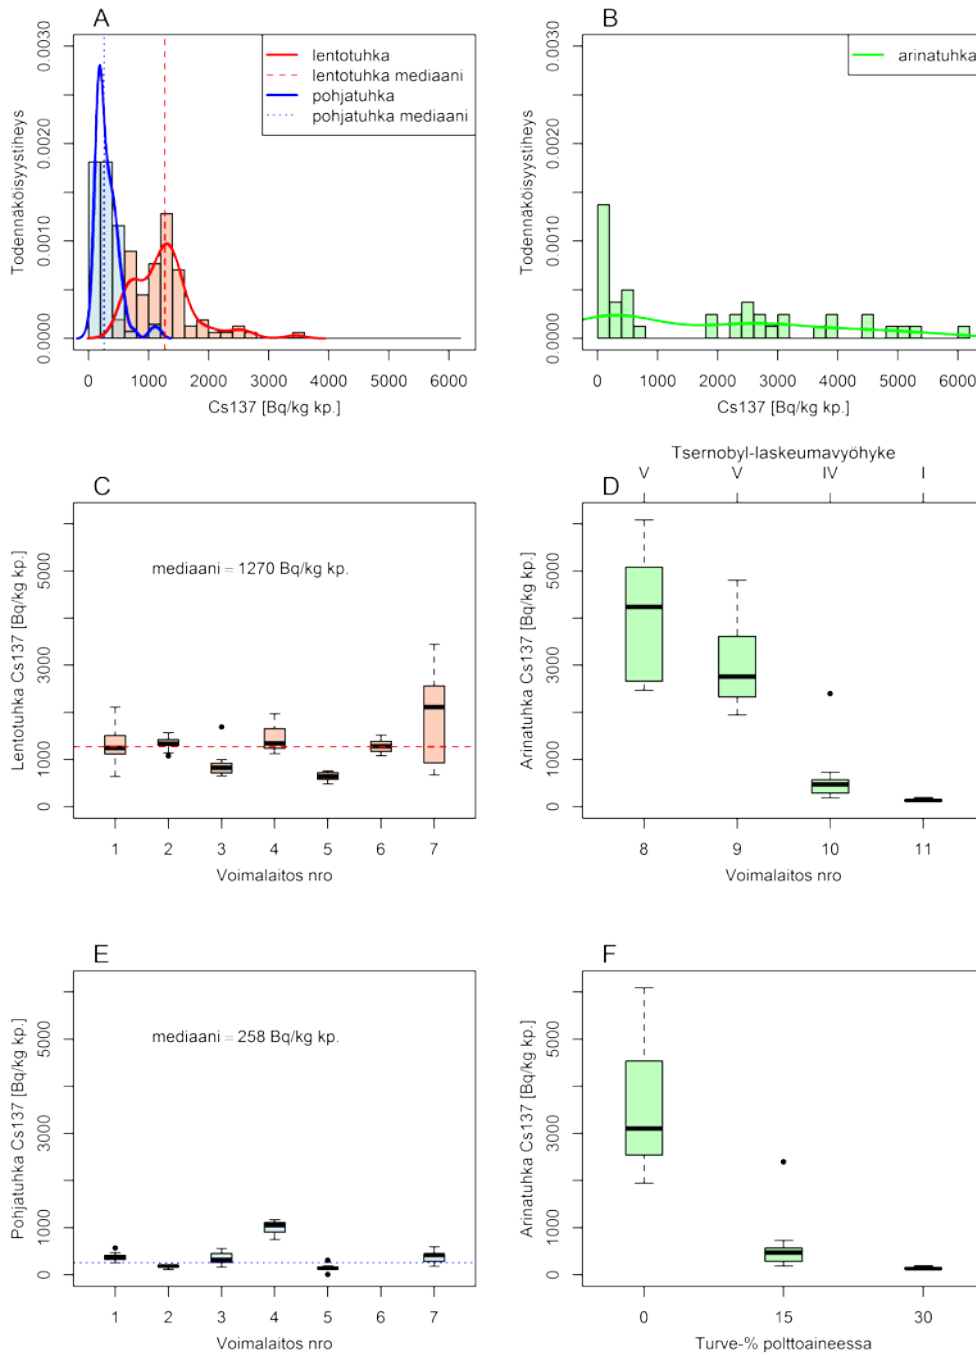 A
B
lentotuhka
lentotuhka mediaani
pohjatuhka
pohjatuhka mediaani
arinatuhka
Todennäköisyystiheys
0.0000 0.0010 0.0020 0.0030
0 1000 2000 3000 4000 5000 6000
Cs137 [Bq/kg kp.]
Todennäköisyystiheys
0.0000 0.0010 0.0020 0.0030
0 1000 2000 3000 4000 5000 6000
Cs137 [Bq/kg kp.]
C
mediaani = 1270 Bq/kg kp.
Lentotuhka Cs137 [Bq/kg kp.]
0 1000 3000 5000
1 2 3 4 5 6 7
Voimalaitos nro
Tsernobyl-laskeumavyöhyke
V V IV I
D
Arinatuhka Cs137 [Bq/kg kp.]
0 1000 3000 5000
8 9 10 11
Voimalaitos nro
E
mediaani = 258 Bq/kg kp.
Pohjatuhka Cs137 [Bq/kg kp.]
0 1000 3000 5000
1 2 3 4 5 6 7
Voimalaitos nro
F
Arinatuhka Cs137 [Bq/kg kp.]
0 1000 3000 5000
0 15 30
Turve-% polttoaineessa